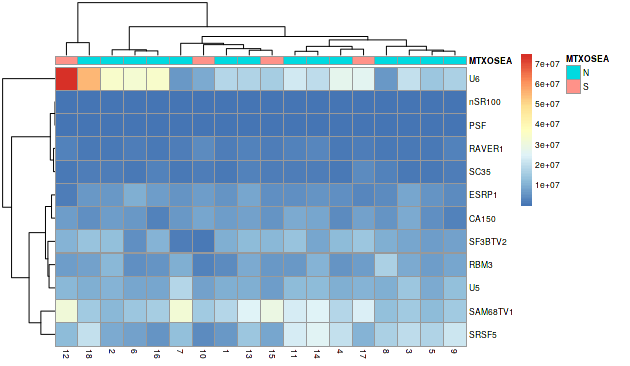 MTXOSEA
U6
nSR100
PSF
RAVER1
SC35
ESRP1
CA150
SF3BTV2
RBM3
U5
SAM68TV1
SRSF5
12 18 2 6 16 7 10 1 13 15 11 14 4 17 8 3 5 9
7e+07
6e+07
5e+07
4e+07
3e+07
2e+07
1e+07
MTXOSEA
N
S